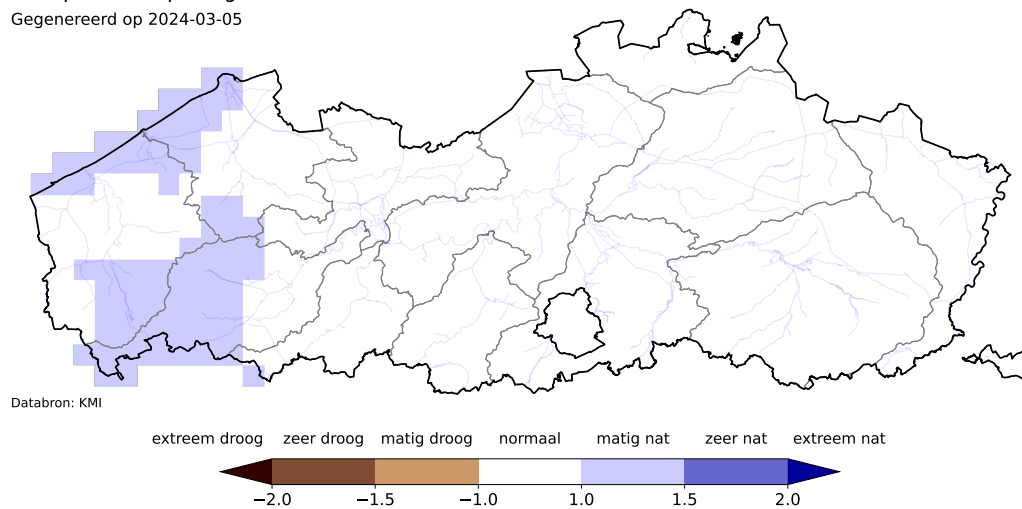 Gegenereerd op 2024-03-05
Databron: KMI
extreem droog zeer droog matig droog normaal matig nat zeer nat extreem nat
−2.0 −1.5 −1.0 1.0 1.5 2.0